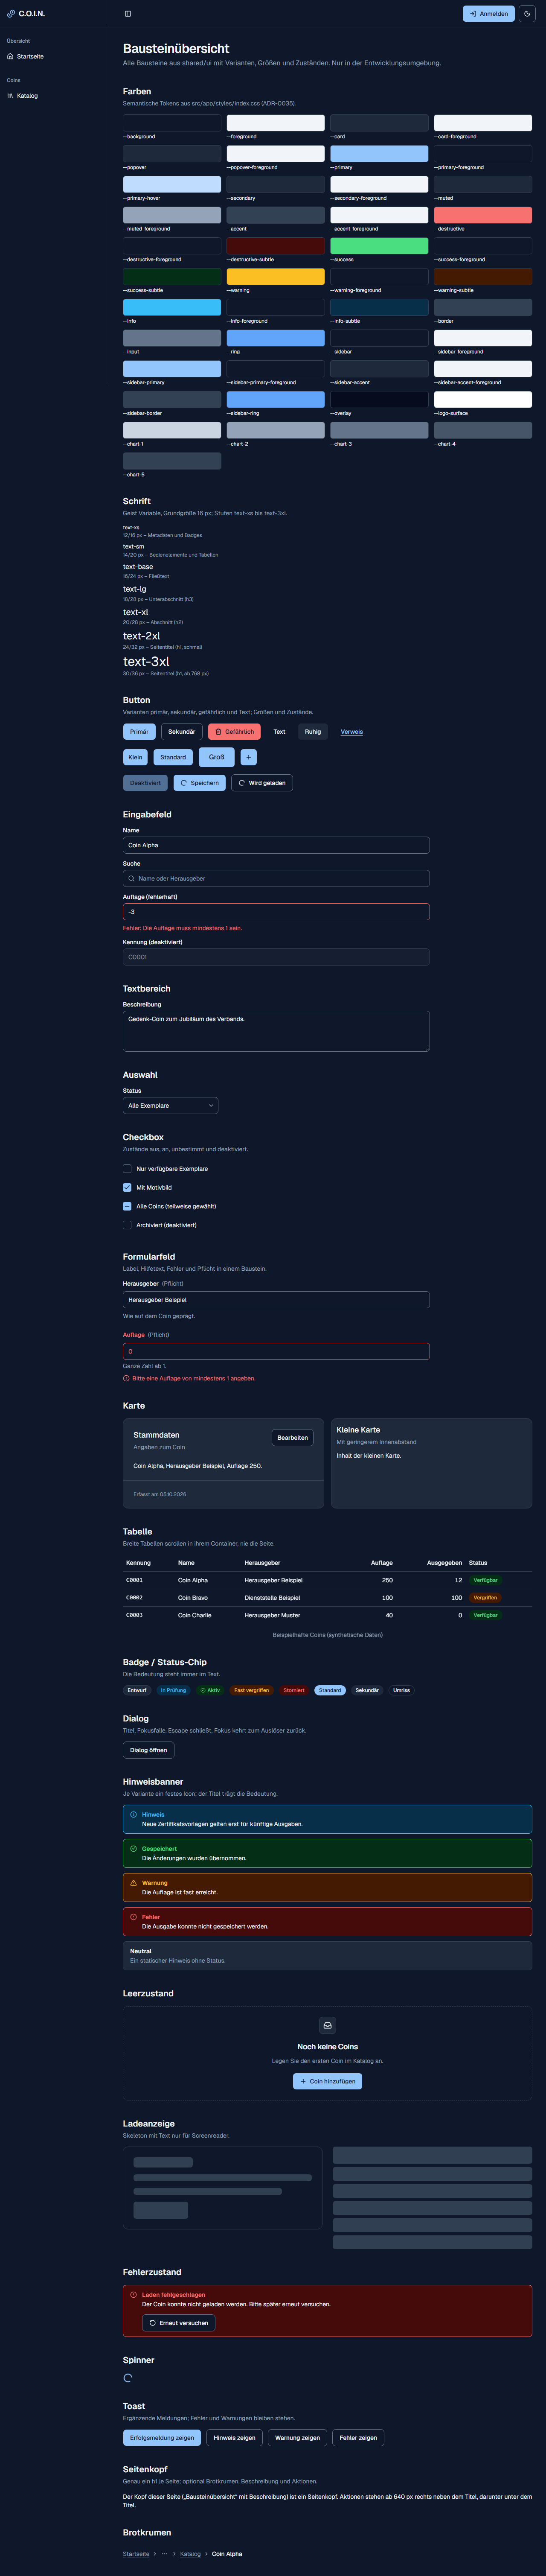 C.O.I.N.
Anmelden
Übersicht
Startseite
Coins
Katalog
Bausteinübersicht
Alle Bausteine aus shared/ui mit Varianten, Größen und Zuständen. Nur in der Entwicklungsumgebung.
Farben
Semantische Tokens aus src/app/styles/index.css (ADR-0035).
--background
--foreground
--card
--card-foreground
--popover
--popover-foreground
--primary
--primary-foreground
--primary-hover
--secondary
--secondary-foreground
--muted
--muted-foreground
--accent
--accent-foreground
--destructive
--destructive-foreground
--destructive-subtle
--success
--success-foreground
--success-subtle
--warning
--warning-foreground
--warning-subtle
--info
--info-foreground
--info-subtle
--border
--input
--ring
--sidebar
--sidebar-foreground
--sidebar-primary
--sidebar-primary-foreground
--sidebar-accent
--sidebar-accent-foreground
--sidebar-border
--sidebar-ring
--overlay
--logo-surface
--chart-1
--chart-2
--chart-3
--chart-4
--chart-5
Schrift
Geist Variable, Grundgröße 16 px; Stufen text-xs bis text-3xl.
text-xs
12/16 px – Metadaten und Badges
text-sm
14/20 px – Bedienelemente und Tabellen
text-base
16/24 px – Fließtext
text-lg
18/28 px – Unterabschnitt (h3)
text-xl
20/28 px – Abschnitt (h2)
text-2xl
24/32 px – Seitentitel (h1, schmal)
text-3xl
30/36 px – Seitentitel (h1, ab 768 px)
Button
Varianten primär, sekundär, gefährlich und Text; Größen und Zustände.
Primär Sekundär Gefährlich Text Ruhig Verweis
Klein Standard Groß
Deaktiviert Speichern Wird geladen
Eingabefeld
Name
Coin Alpha
Suche
Name oder Herausgeber
Auflage (fehlerhaft)
-3
Fehler: Die Auflage muss mindestens 1 sein.
Kennung (deaktiviert)
C0001
Textbereich
Beschreibung
Gedenk-Coin zum Jubiläum des Verbands.
Auswahl
Status
Alle Exemplare
Checkbox
Zustände aus, an, unbestimmt und deaktiviert.
Nur verfügbare Exemplare
Mit Motivbild
Alle Coins (teilweise gewählt)
Archiviert (deaktiviert)
Formularfeld
Label, Hilfetext, Fehler und Pflicht in einem Baustein.
Herausgeber (Pflicht)
Herausgeber Beispiel
Wie auf dem Coin geprägt.
Auflage (Pflicht)
0
Ganze Zahl ab 1.
Bitte eine Auflage von mindestens 1 angeben.
Karte
Stammdaten
Angaben zum Coin
Bearbeiten
Coin Alpha, Herausgeber Beispiel, Auflage 250.
Erfasst am 05.10.2026
Kleine Karte
Mit geringerem Innenabstand
Inhalt der kleinen Karte.
Tabelle
Breite Tabellen scrollen in ihrem Container, nie die Seite.
Kennung Name Herausgeber Auflage Ausgegeben Status
C0001 Coin Alpha Herausgeber Beispiel 250 12 Verfügbar
C0002 Coin Bravo Dienststelle Beispiel 100 100 Vergriffen
C0003 Coin Charlie Herausgeber Muster 40 0 Verfügbar
Beispielhafte Coins (synthetische Daten)
Badge / Status-Chip
Die Bedeutung steht immer im Text.
Entwurf In Prüfung Aktiv Fast vergriffen Storniert Standard Sekundär Umriss
Dialog
Titel, Fokusfalle, Escape schließt, Fokus kehrt zum Auslöser zurück.
Dialog öffnen
Hinweisbanner
Je Variante ein festes Icon; der Titel trägt die Bedeutung.
Hinweis
Neue Zertifikatsvorlagen gelten erst für künftige Ausgaben.
Gespeichert
Die Änderungen wurden übernommen.
Warnung
Die Auflage ist fast erreicht.
Fehler
Die Ausgabe konnte nicht gespeichert werden.
Neutral
Ein statischer Hinweis ohne Status.
Leerzustand
Noch keine Coins
Legen Sie den ersten Coin im Katalog an.
Coin hinzufügen
Ladeanzeige
Skeleton mit Text nur für Screenreader.
Fehlerzustand
Laden fehlgeschlagen
Der Coin konnte nicht geladen werden. Bitte später erneut versuchen.
Erneut versuchen
Spinner
Toast
Ergänzende Meldungen; Fehler und Warnungen bleiben stehen.
Erfolgsmeldung zeigen Hinweis zeigen Warnung zeigen Fehler zeigen
Seitenkopf
Genau ein h1 je Seite; optional Brotkrumen, Beschreibung und Aktionen.
Der Kopf dieser Seite („Bausteinübersicht“ mit Beschreibung) ist ein Seitenkopf. Aktionen stehen ab 640 px rechts neben dem Titel, darunter unter dem
Titel.
Brotkrumen
Startseite > ··· > Katalog > Coin Alpha